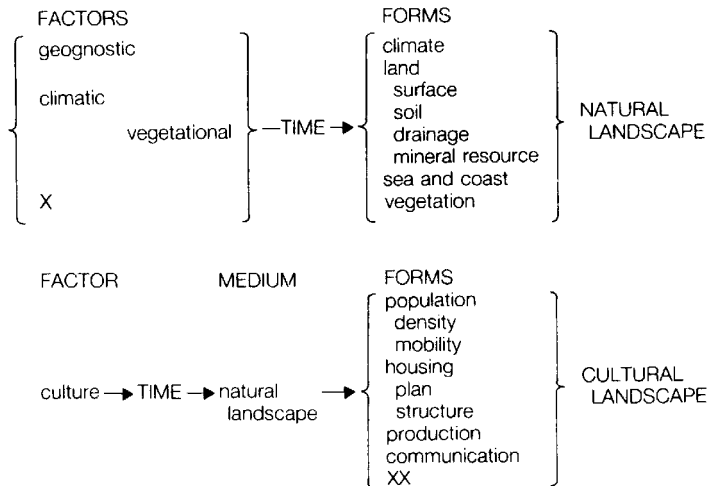 FACTORS FORMS
geognostic climate
land
climatic surface
soil
vegetational —TIME→ drainage NATURAL LANDSCAPE
mineral resource
sea and coast
X vegetation
FACTOR MEDIUM FORMS
population
density
mobility
housing
culture → TIME → natural landscape → plan CULTURAL LANDSCAPE
structure
production
communication
XX